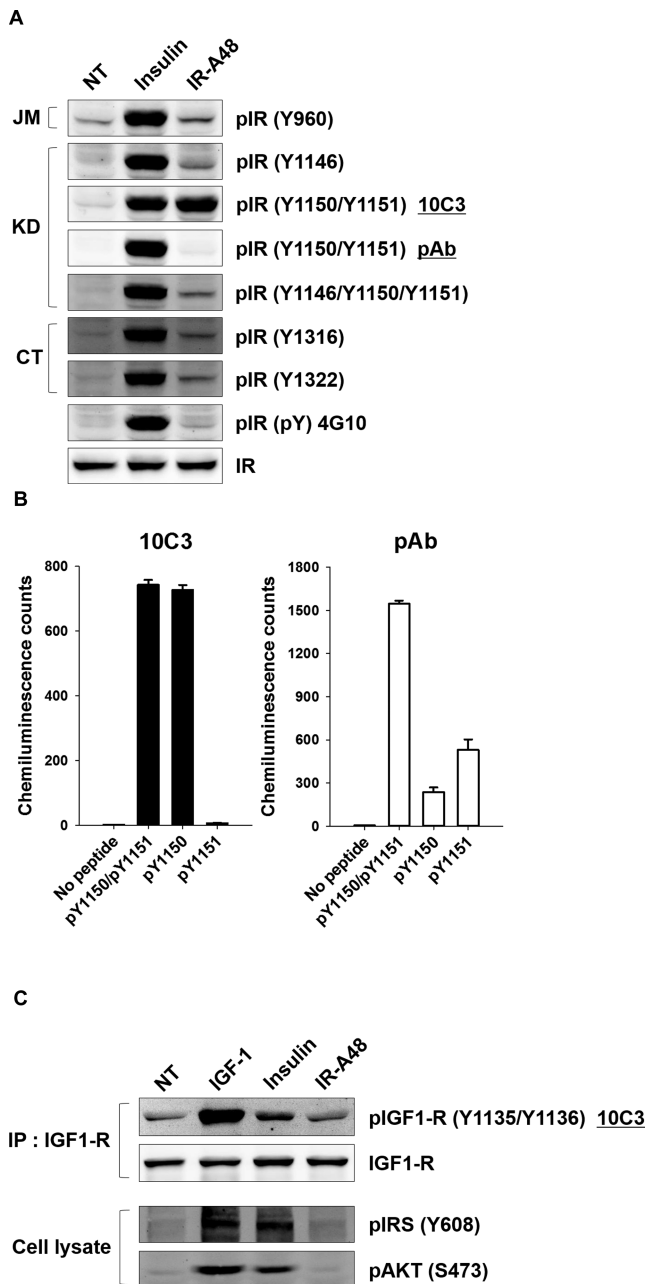 A
NT Insulin IR-A48
JM pIR (Y960)
pIR (Y1146)
KD pIR (Y1150/Y1151) 10C3
pIR (Y1150/Y1151) pAb
pIR (Y1146/Y1150/Y1151)
CT pIR (Y1316)
pIR (Y1322)
pIR (pY) 4G10
IR
B
10C3
Chemiluminescence counts
800
600
400
200
0
No peptide
pY1150/pY1151
pY1150
pY1151
pAb
Chemiluminescence counts
1800
1500
1200
900
600
300
0
No peptide
pY1150/pY1151
pY1150
pY1151
C
NT IGF-1 Insulin IR-A48
IP : IGF1-R
pIGF1-R (Y1135/Y1136) 10C3
IGF1-R
Cell lysate
pIRS (Y608)
pAKT (S473)